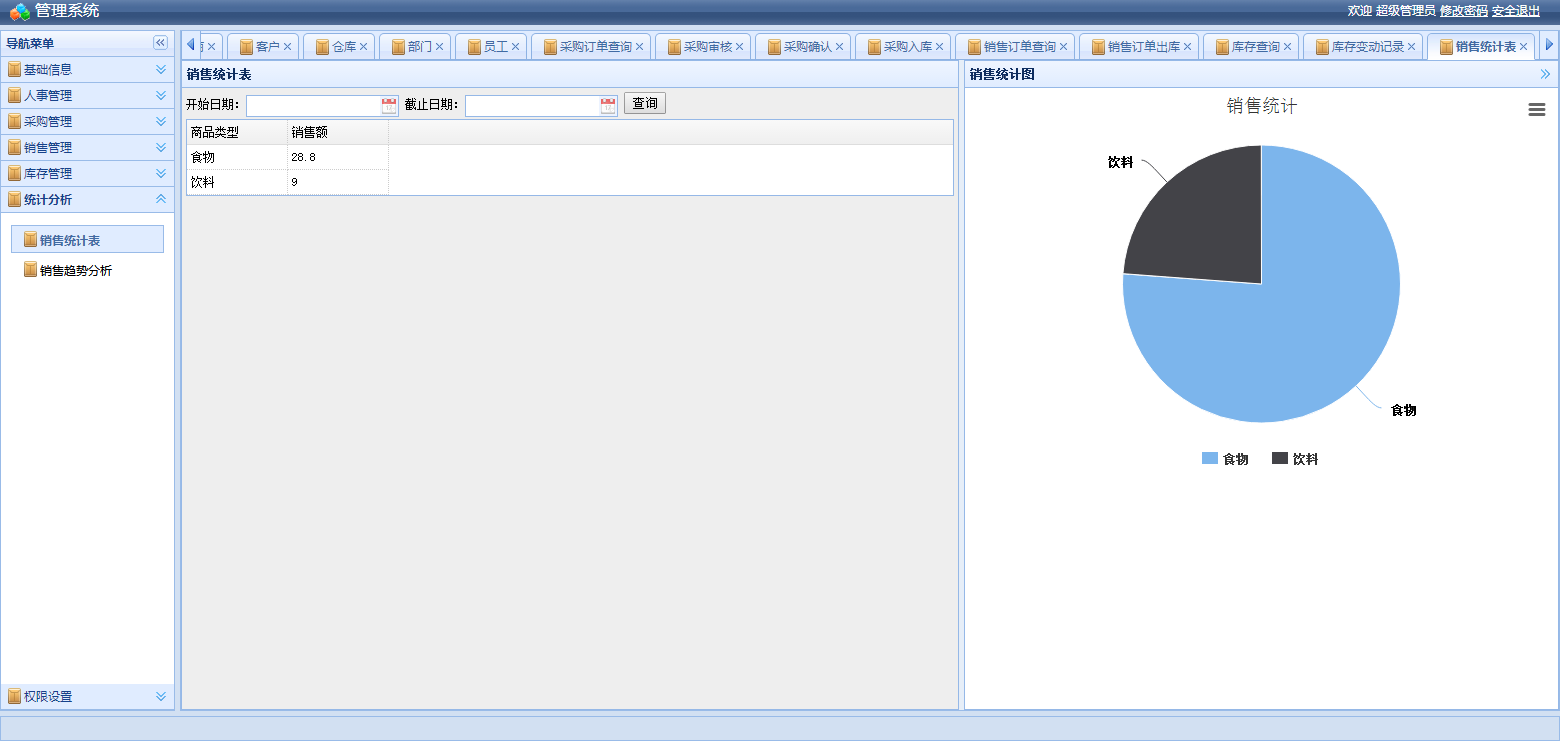 管理系统
欢迎 超级管理员 修改密码 安全退出
导航菜单
基础信息
人事管理
采购管理
销售管理
库存管理
统计分析
销售统计表
销售趋势分析
权限设置
客户 仓库 部门 员工 采购订单查询 采购审核 采购确认 采购入库 销售订单查询 销售订单出库 库存查询 库存变动记录 销售统计表
销售统计表
开始日期： 截止日期： 查询
商品类型 销售额
食物 28.8
饮料 9
销售统计图
销售统计
饮料
食物
食物 饮料